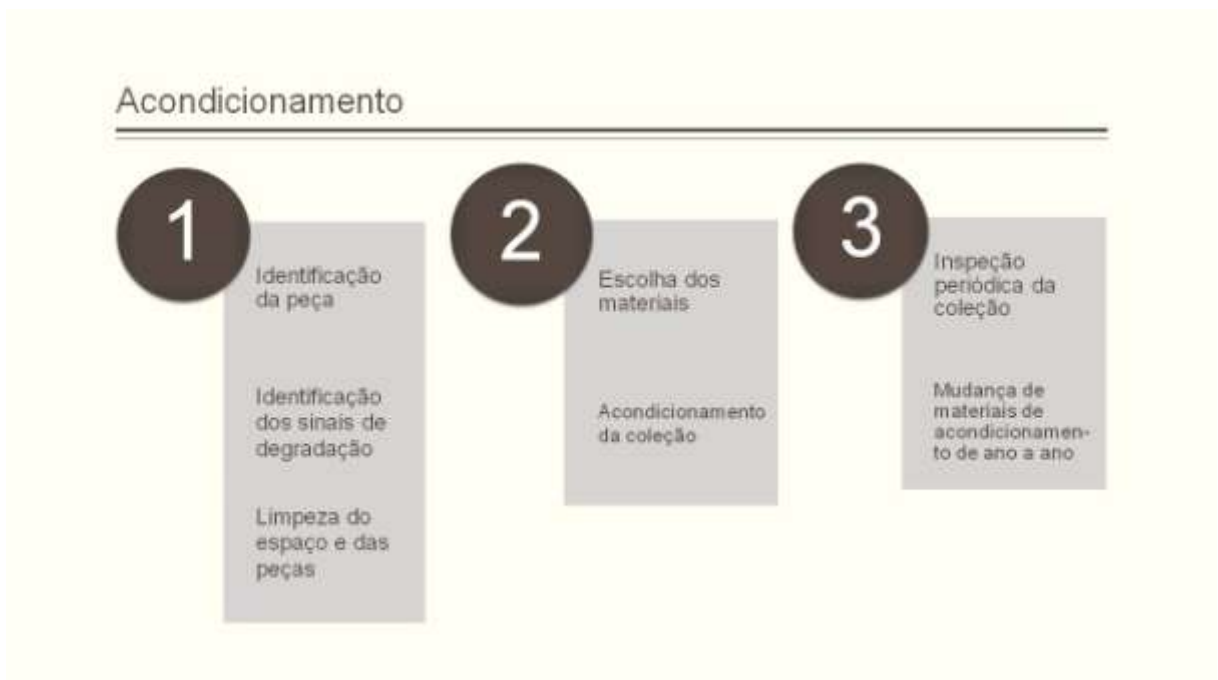 Acondicionamento
1
Identificação
da peça
Identificação
dos sinais de
degradação
Limpeza do
espaço e das
peças
2
Escolha dos
materiais
Acondicionamento
da coleção
3
Inspeção
periódica da
coleção
Mudança de
materiais de
acondicionamen-
to de ano a ano